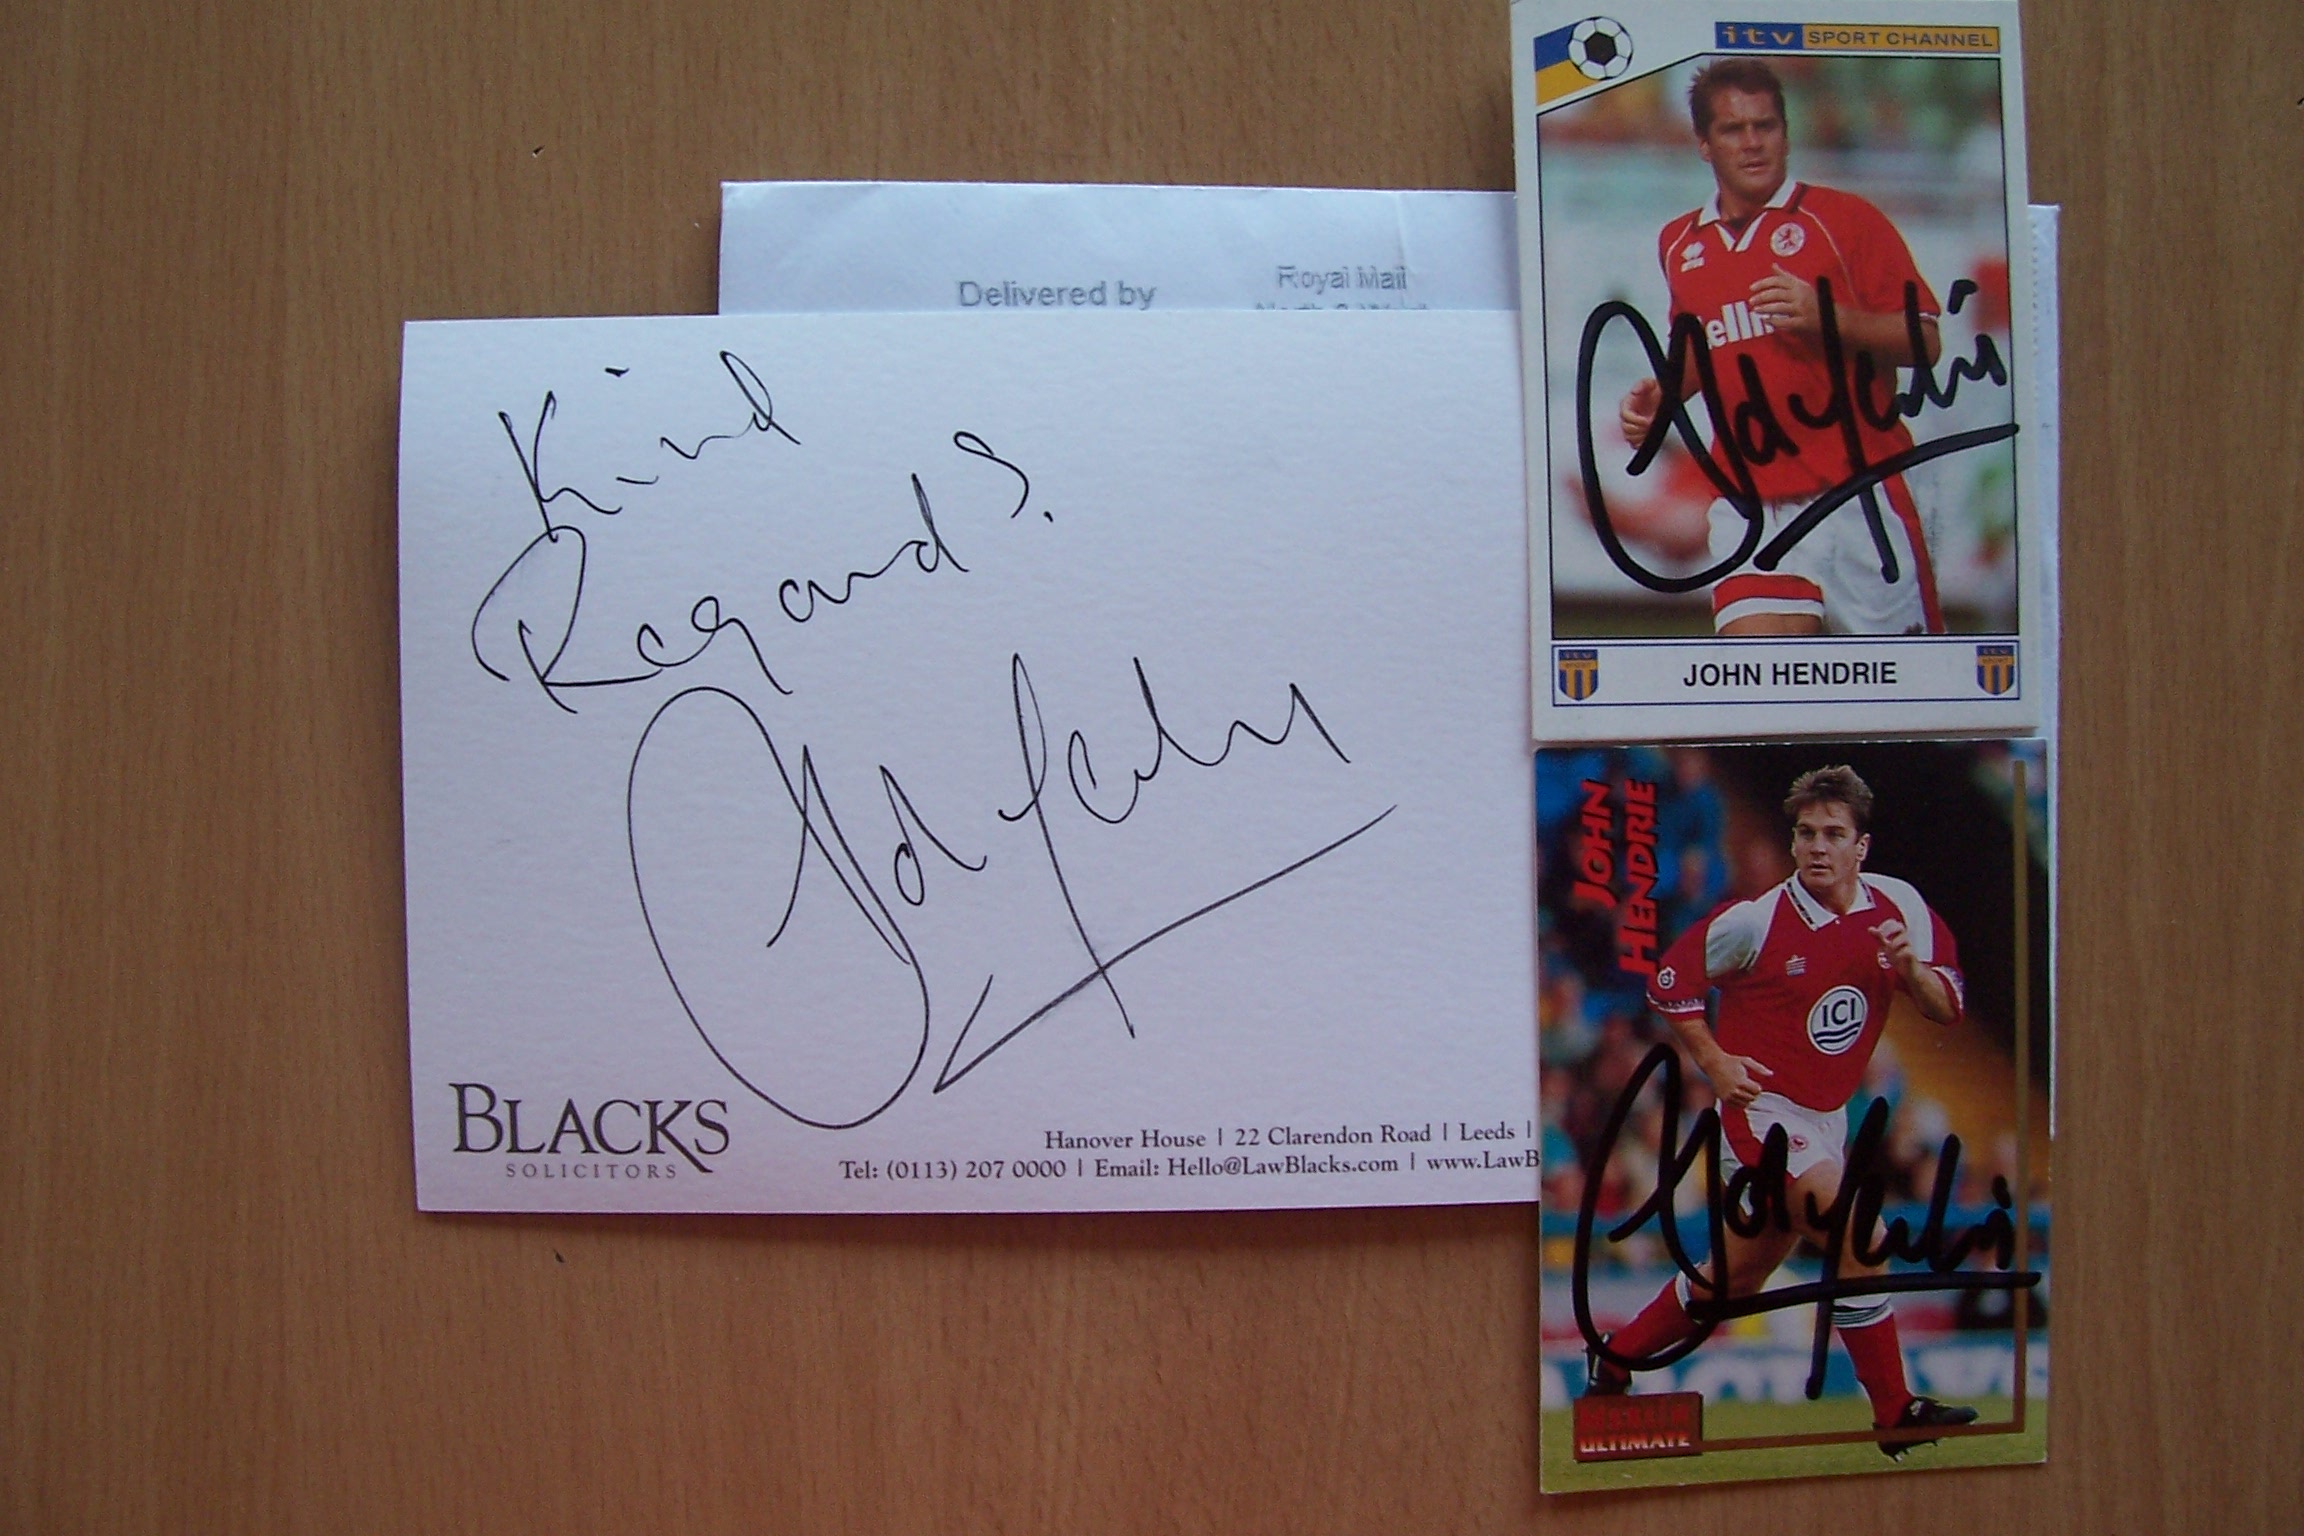 Delivered by
Royal Mail
Kind
Regards.
BLACKS
SOLICITORS
Hanover House | 22 Clarendon Road | Leeds |
Tel: (0113) 207 0000 | Email: Hello@LawBlacks.com | www.LawB
itv SPORT CHANNEL
JOHN HENDRIE
JOHN
HENDRIE
ICI
MERLIN
ULTIMATE